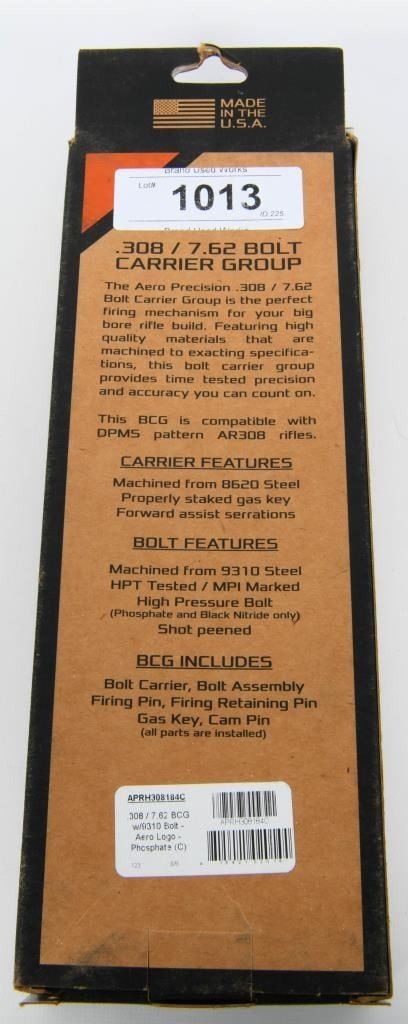 MADE
IN THE
U.S.A.
Brand Used Works
Lot#
1013
ID:225
Brand Used Works
.308 / 7.62 BOLT
CARRIER GROUP
The Aero Precision .308 / 7.62
Bolt Carrier Group is the perfect
firing mechanism for your big
bore rifle build. Featuring high
quality materials that are
machined to exacting specifica-
tions, this bolt carrier group
provides time tested precision
and accuracy you can count on.
This BCG is compatible with
DPMS pattern AR308 rifles.
CARRIER FEATURES
Machined from 8620 Steel
Properly staked gas key
Forward assist serrations
BOLT FEATURES
Machined from 9310 Steel
HPT Tested / MPI Marked
High Pressure Bolt
(Phosphate and Black Nitride only)
Shot peened
BCG INCLUDES
Bolt Carrier, Bolt Assembly
Firing Pin, Firing Retaining Pin
Gas Key, Cam Pin
(all parts are installed)
APRH308184C
.308 / 7.62 BCG
w/9310 Bolt -
Aero Logo -
Phosphate (C)
123
APRH308184C